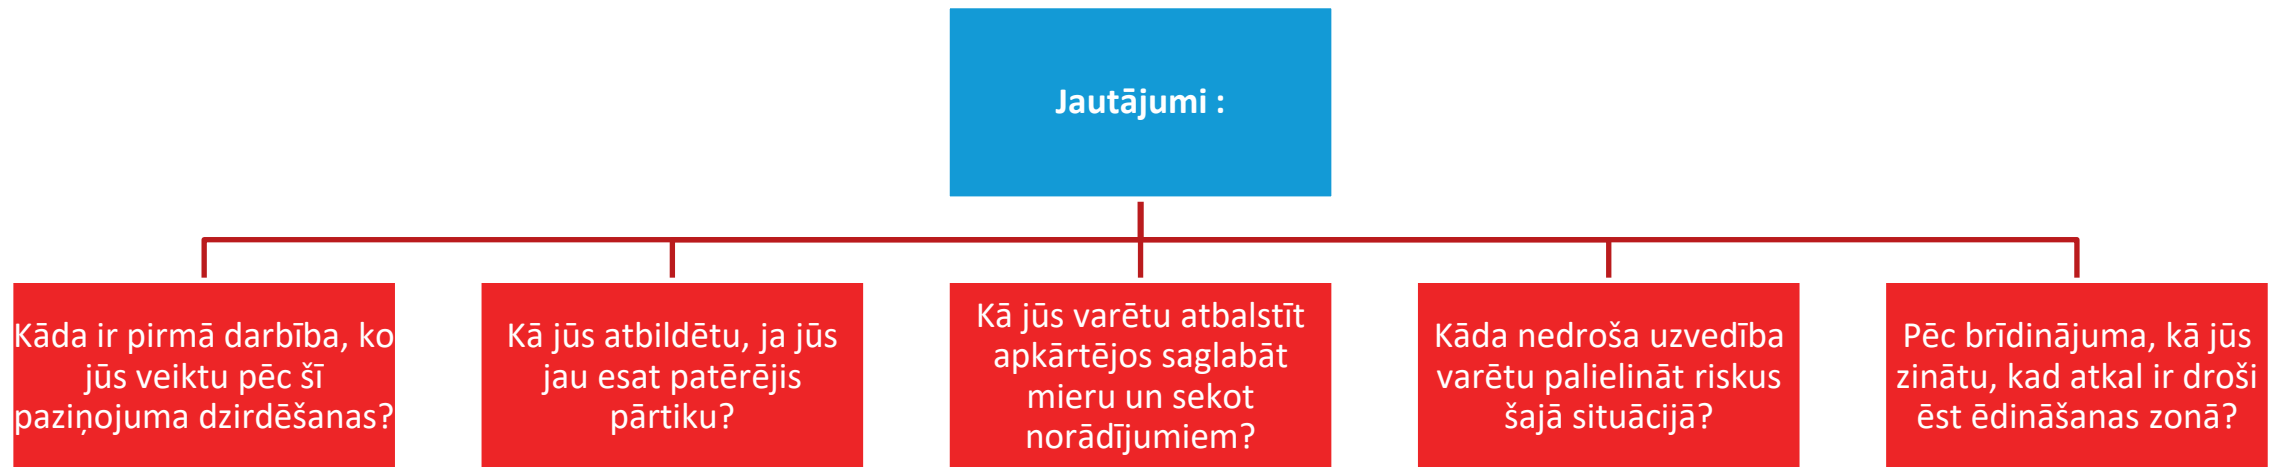 Jautājumi :
Kāda ir pirmā darbība, ko
jūs veiktu pēc šī
paziņojuma dzirdēšanas?
Kā jūs atbildētu, ja jūs
jau esat patērējis
pārtiku?
Kā jūs varētu atbalstīt
apkārtējos saglabāt
mieru un sekot
norādījumiem?
Kāda nedroša uzvedība
varētu palielināt riskus
šajā situācijā?
Pēc brīdinājuma, kā jūs
zinātu, kad atkal ir droši
ēst ēdināšanas zonā?